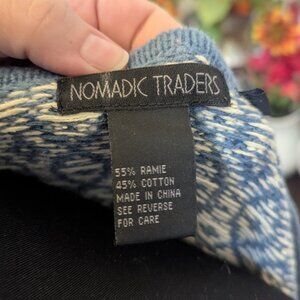 NOMADIC TRADERS
55% RAMIE
45% COTTON
MADE IN CHINA
SEE REVERSE
FOR CARE